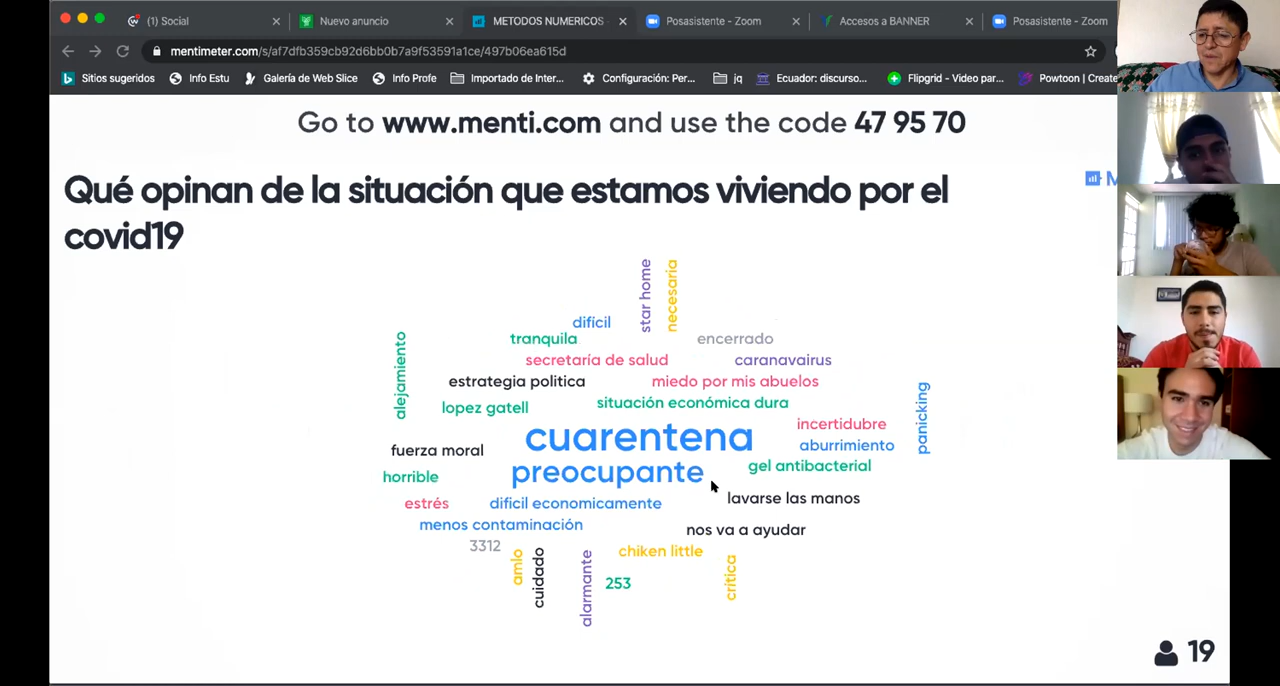 (1) Social
Nuevo anuncio
METODOS NUMERICOS
Posasistente - Zoom
Accesos a BANNER
Posasistente - Zoom
mentimeter.com/s/af7dfb359cb92d6bb0b7a9f53591a1ce/497b06ea615d
Sitios sugeridos
Info Estu
Galería de Web Slice
Info Profe
Importado de Inter...
Configuración: Per...
jq
Ecuador: discurso...
Flipgrid - Video par...
Powtoon | Create
Go to www.menti.com and use the code 47 95 70
M
Qué opinan de la situación que estamos viviendo por el
covid19
star home
necesaria
difícil
tranquila
encerrado
alejamiento
secretaría de salud
caranavairus
estrategia politica
miedo por mis abuelos
panicking
lopez gatell
situación económica dura
cuarentena
incertidubre
aburrimiento
fuerza moral
preocupante
gel antibacterial
horrible
lavarse las manos
estrés
dificil economicamente
menos contaminación
nos va a ayudar
3312
amlo
cuidado
alarmante
chiken little
253
crítica
19